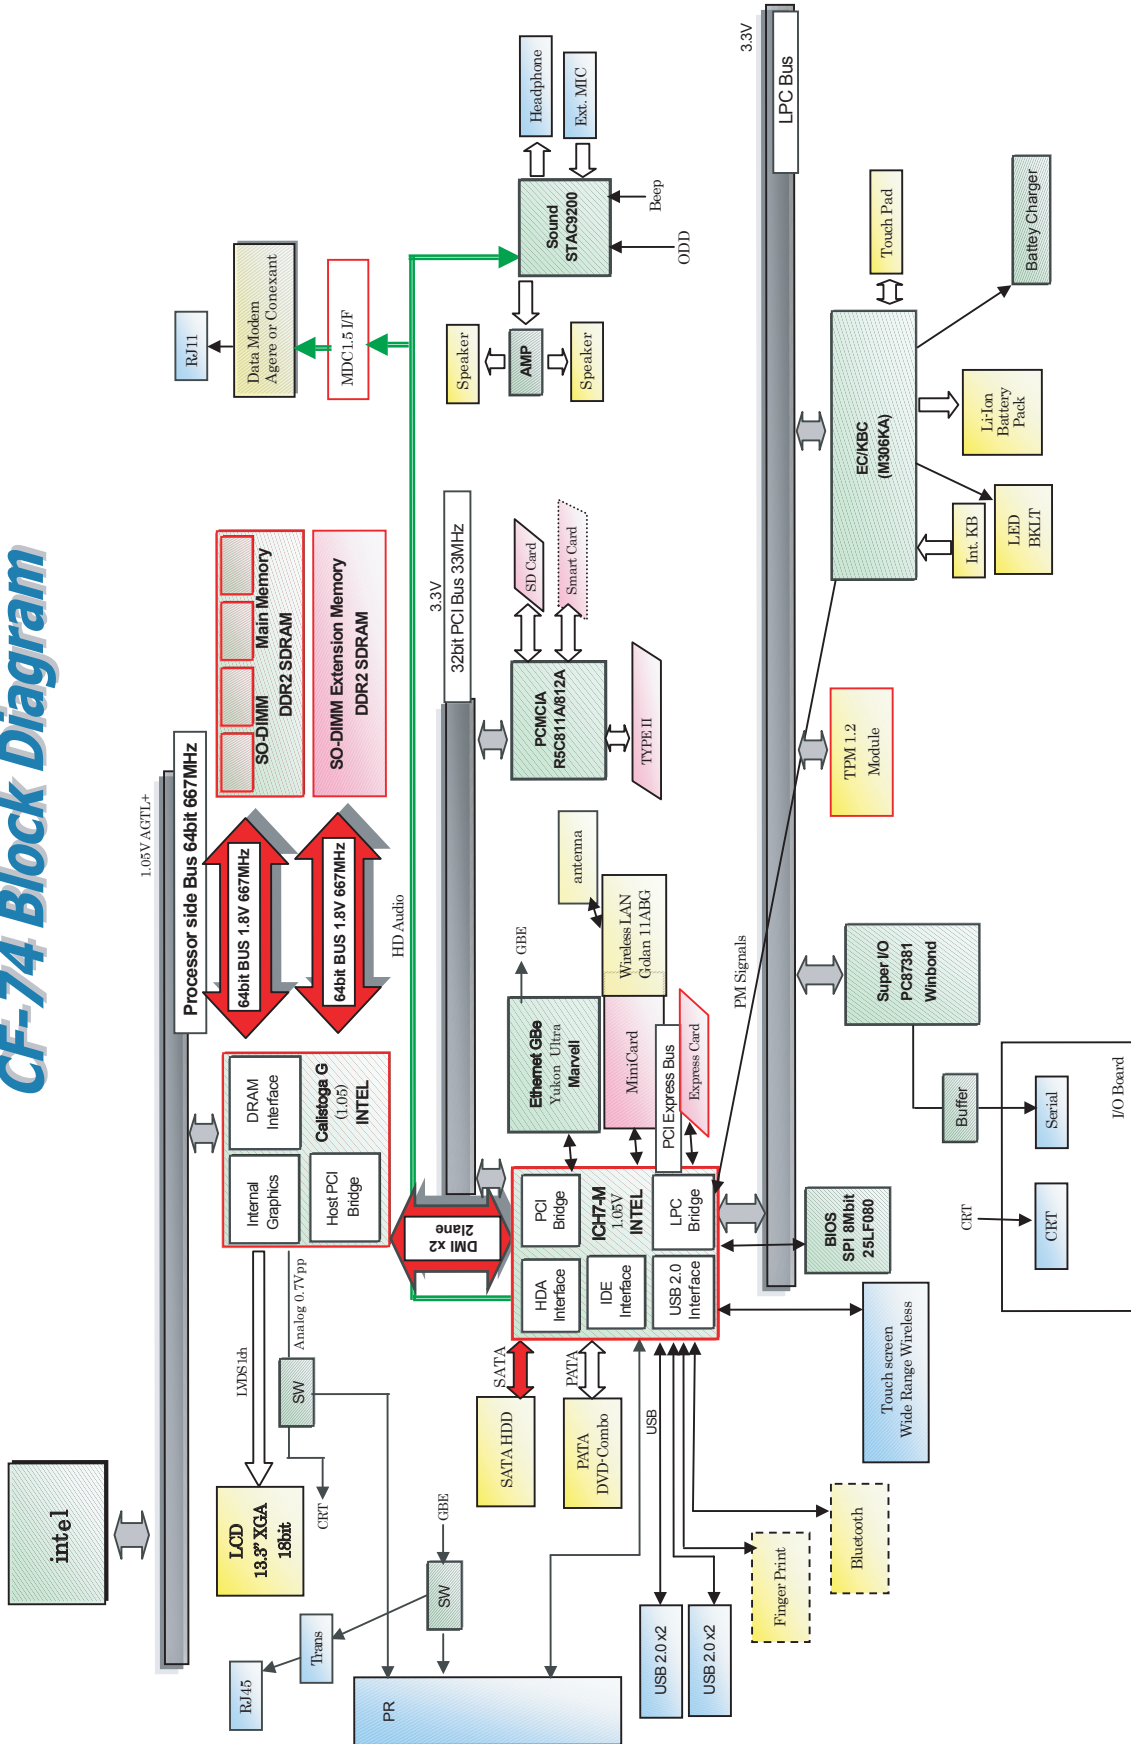 CF-74 Block Diagram
intel
1.05V AGTL+
Processor side Bus 64bit 667MHz
LCD
13.3" XGA
18bit
LVDS1ch
Analog 0.7Vpp
SW
CRT
Internal
Graphics
DRAM
Interface
Host PCI
Bridge
Calistoga G
(1.05)
INTEL
64bit BUS 1.8V 667MHz
64bit BUS 1.8V 667MHz
SO-DIMM
Main Memory
DDR2 SDRAM
SO-DIMM Extension Memory
DDR2 SDRAM
RJ11
Data Modem
Agere or Conexant
MDC1.5 I/F
HD Audio
RJ45
Trans
SW
GBE
PR
DMI x2
2lane
3.3V
32bit PCI Bus 33MHz
Headphone
Ext. MIC
Sound
STAC9200
Beep
ODD
Speaker
AMP
Speaker
SATA HDD
SATA
PATA
DVD-Combo
PATA
HDA
Interface
PCI
Bridge
IDE
Interface
ICH7-M
1.05V
INTEL
USB 2.0
Interface
LPC
Bridge
Ethernet GBe
Yukon Ultra
Marvell
GBE
MiniCard
Wireless LAN
Golan 11ABG
antenna
PCI Express Bus
Express Card
PCMCIA
R5C811A/812A
SD Card
Smart Card
TYPE II
USB
USB 2.0 x2
USB 2.0 x2
Finger Print
Bluetooth
Touch screen
Wide Range Wireless
PM Signals
3.3V
LPC Bus
BIOS
SPI 8Mbit
25LF080
Super I/O
PC87381
Winbond
TPM 1.2
Module
EC/KBC
(M306KA)
Touch Pad
Int. KB
LED
BKLT
Li-Ion
Battery
Pack
Battey Charger
Buffer
CRT
CRT
Serial
I/O Board